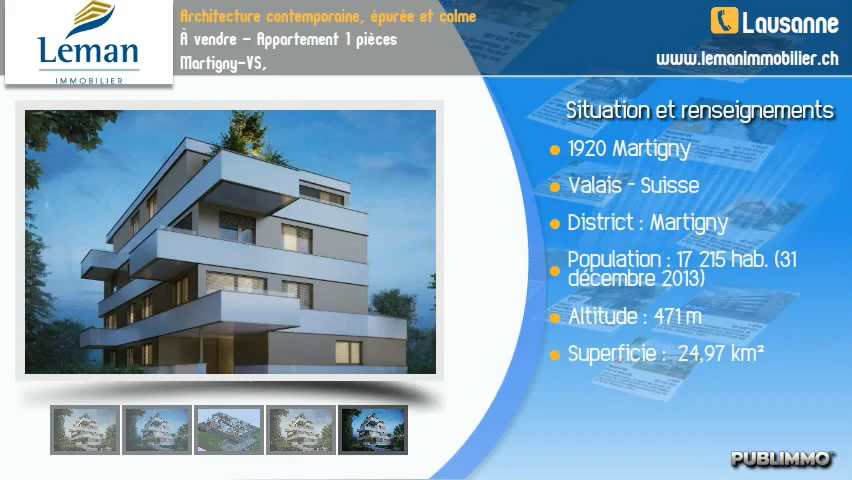 Leman
IMMOBILIER
Architecture contemporaine, épurée et calme
À vendre - Appartement 1 pièces
Martigny-VS,
Lausanne
www.lemanimmobilier.ch
Situation et renseignements
1920 Martigny
Valais - Suisse
District : Martigny
Population : 17 215 hab. (31
décembre 2013)
Altitude : 471 m
Superficie : 24,97 km²
PUBLIMMO